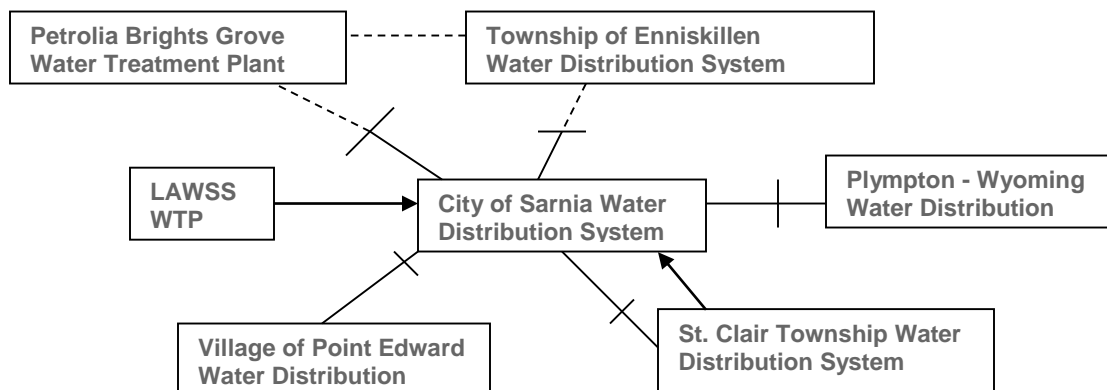 Petrolia Brights Grove
Water Treatment Plant
Township of Enniskillen
Water Distribution System
LAWSS
WTP
City of Sarnia Water
Distribution System
Plympton - Wyoming
Water Distribution
Village of Point Edward
Water Distribution
St. Clair Township Water
Distribution System